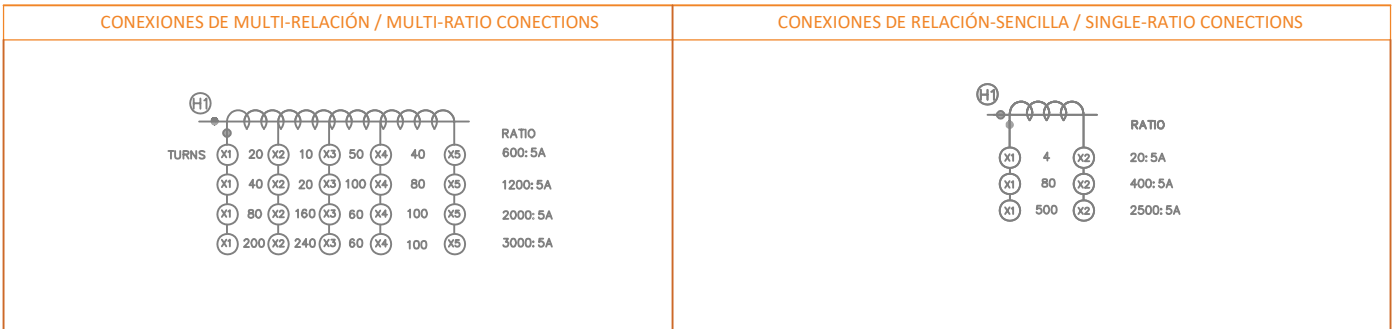 CONEXIONES DE MULTI-RELACIÓN / MULTI-RATIO CONECTIONS
H1
RATIO
TURNS X1 20 X2 10 X3 50 X4 40 X5 600:5A
X1 40 X2 20 X3 100 X4 80 X5 1200:5A
X1 80 X2 160 X3 60 X4 100 X5 2000:5A
X1 200 X2 240 X3 60 X4 100 X5 3000:5A
CONEXIONES DE RELACIÓN-SENCILLA / SINGLE-RATIO CONECTIONS
H1
RATIO
X1 4 X2 20:5A
X1 80 X2 400:5A
X1 500 X2 2500:5A